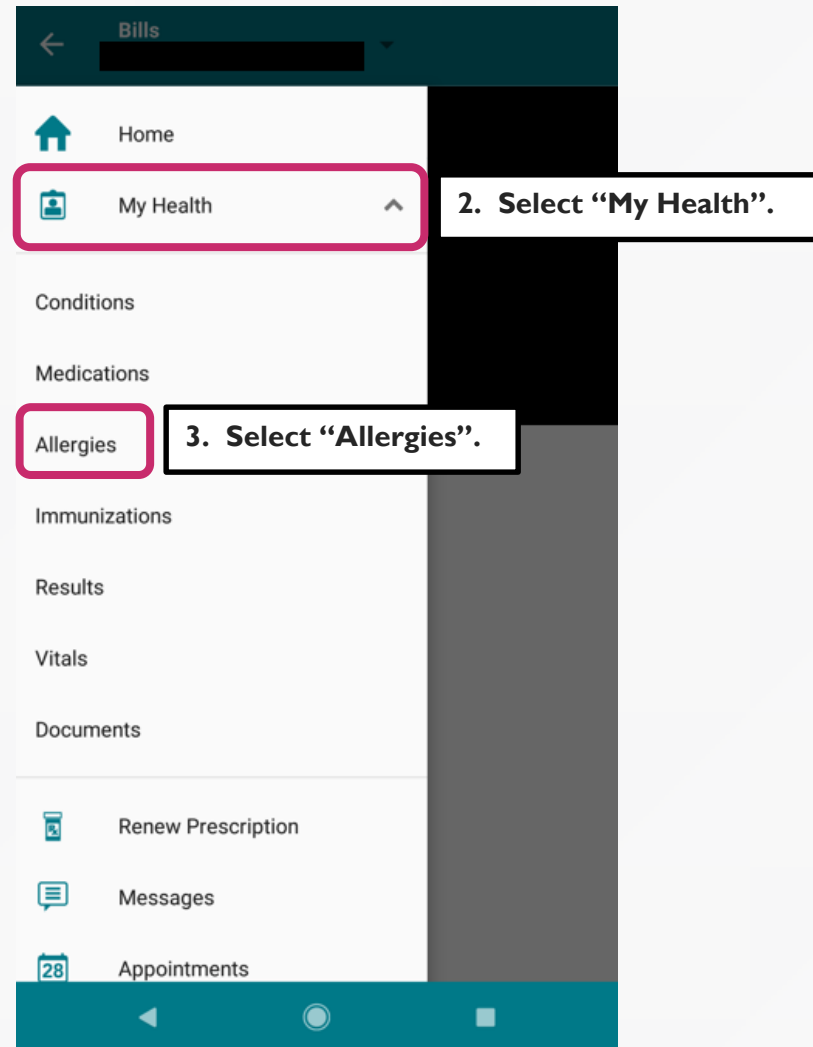 Bills
Home
My Health
2. Select “My Health”.
Conditions
Medications
Allergies
3. Select “Allergies”.
Immunizations
Results
Vitals
Documents
Renew Prescription
Messages
28
Appointments